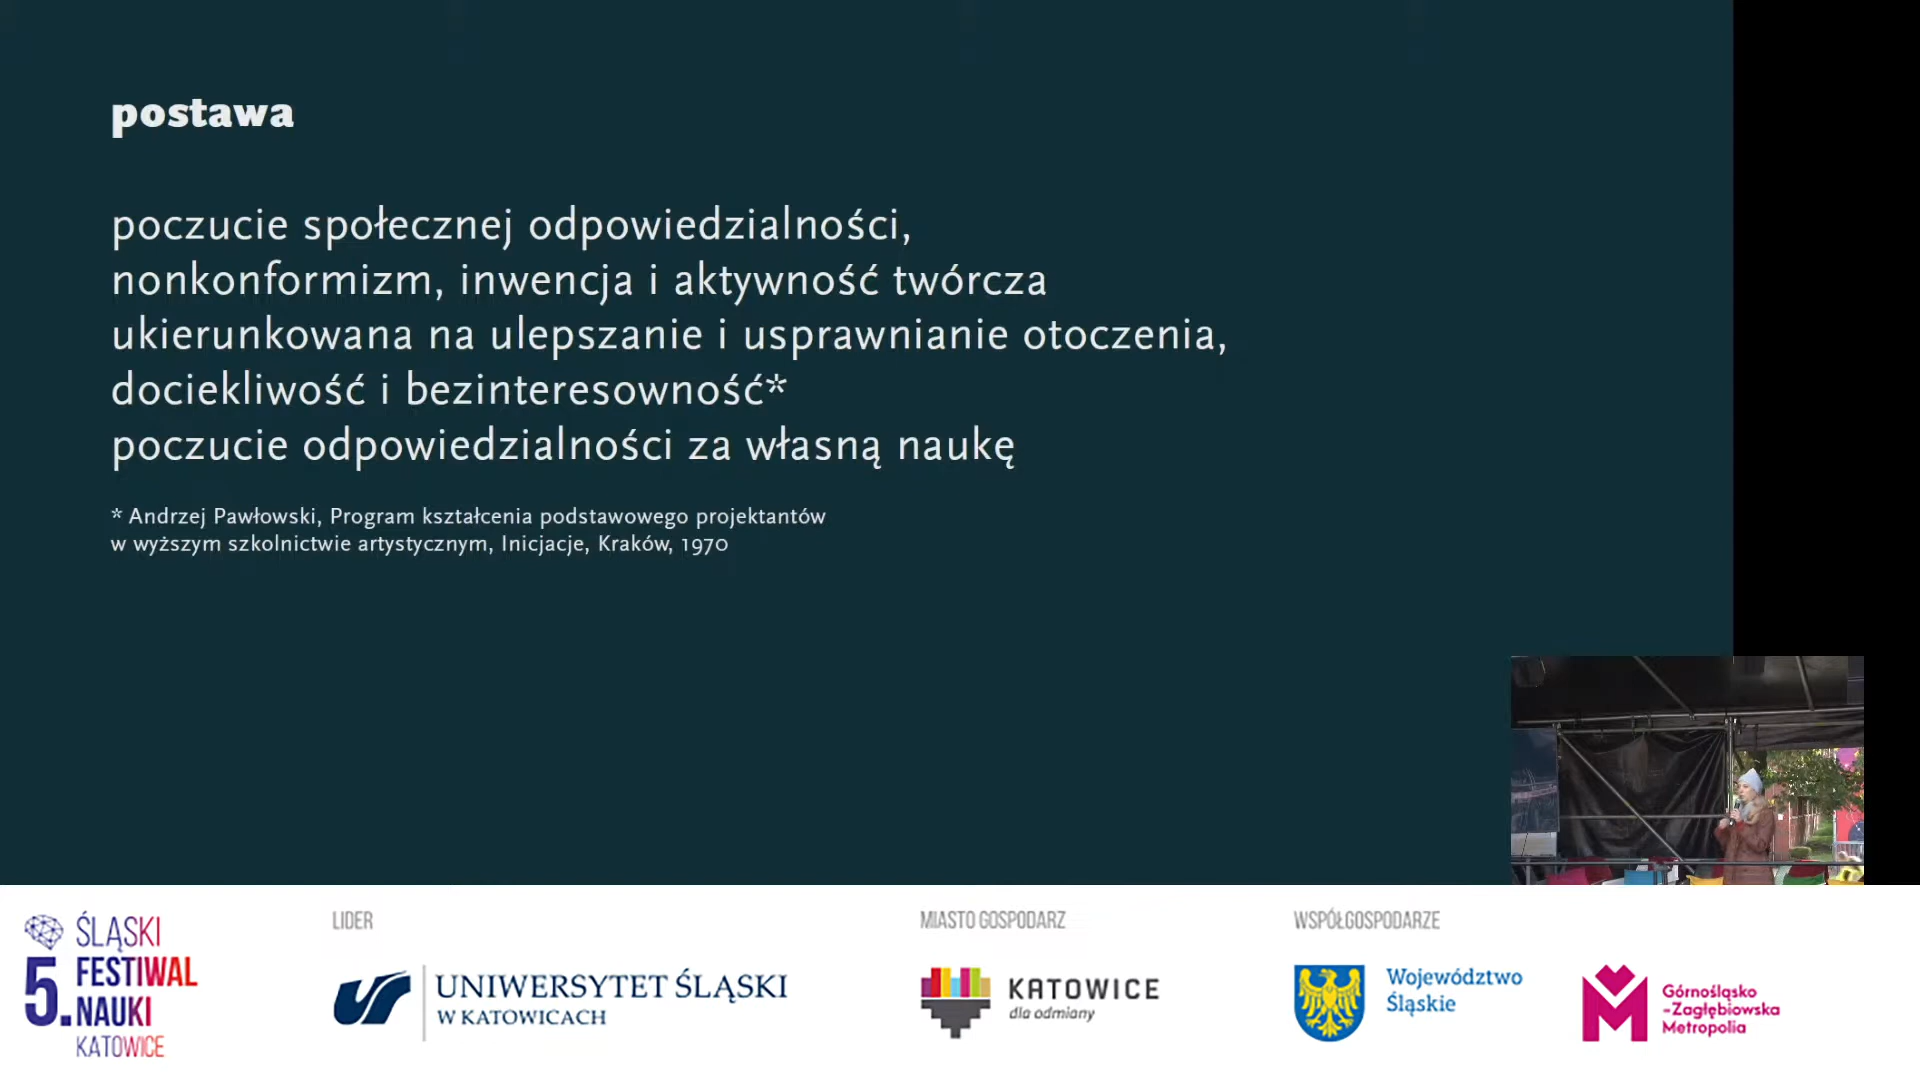 postawa
poczucie społecznej odpowiedzialności,
nonkonformizm, inwencja i aktywność twórcza
ukierunkowana na ulepszanie i usprawnianie otoczenia,
dociekliwość i bezinteresowność*
poczucie odpowiedzialności za własną naukę
* Andrzej Pawłowski, Program kształcenia podstawowego projektantów
w wyższym szkolnictwie artystycznym, Inicjacje, Kraków, 1970
5. ŚLĄSKI
FESTIWAL
NAUKI
KATOWICE
LIDER
UNIWERSYTET ŚLĄSKI
W KATOWICACH
MIASTO GOSPODARZ
KATOWICE
dla odmiany
WSPÓŁGOSPODARZE
Województwo
Śląskie
Górnośląsko
-Zagłębiowska
Metropolia